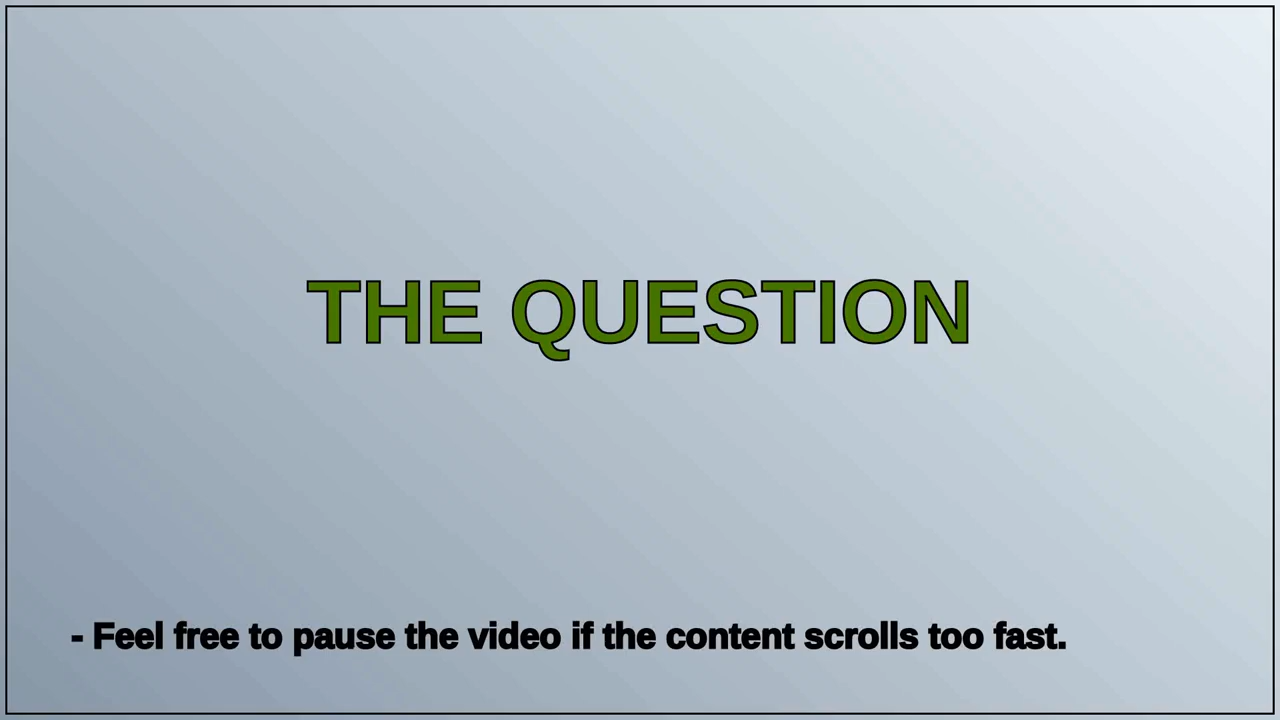 THE QUESTION
- Feel free to pause the video if the content scrolls too fast.